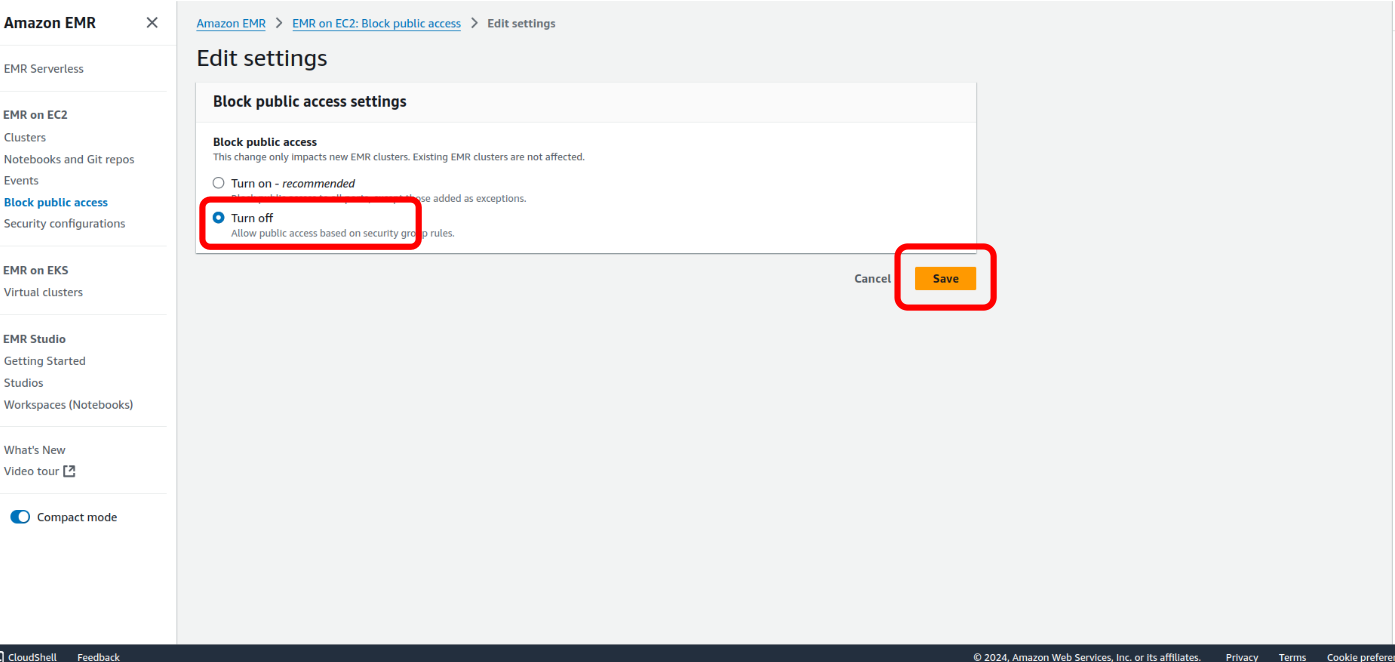 Amazon EMR
EMR Serverless
EMR on EC2
Clusters
Notebooks and Git repos
Events
Block public access
Security configurations
EMR on EKS
Virtual clusters
EMR Studio
Getting Started
Studios
Workspaces (Notebooks)
What's New
Video tour
Compact mode
Amazon EMR > EMR on EC2: Block public access > Edit settings
Edit settings
Block public access settings
Block public access
This change only impacts new EMR clusters. Existing EMR clusters are not affected.
Turn on - recommended
those added as exceptions.
Turn off
Allow public access based on security group rules.
Cancel Save
CloudShell Feedback © 2024, Amazon Web Services, Inc. or its affiliates. Privacy Terms Cookie prefere